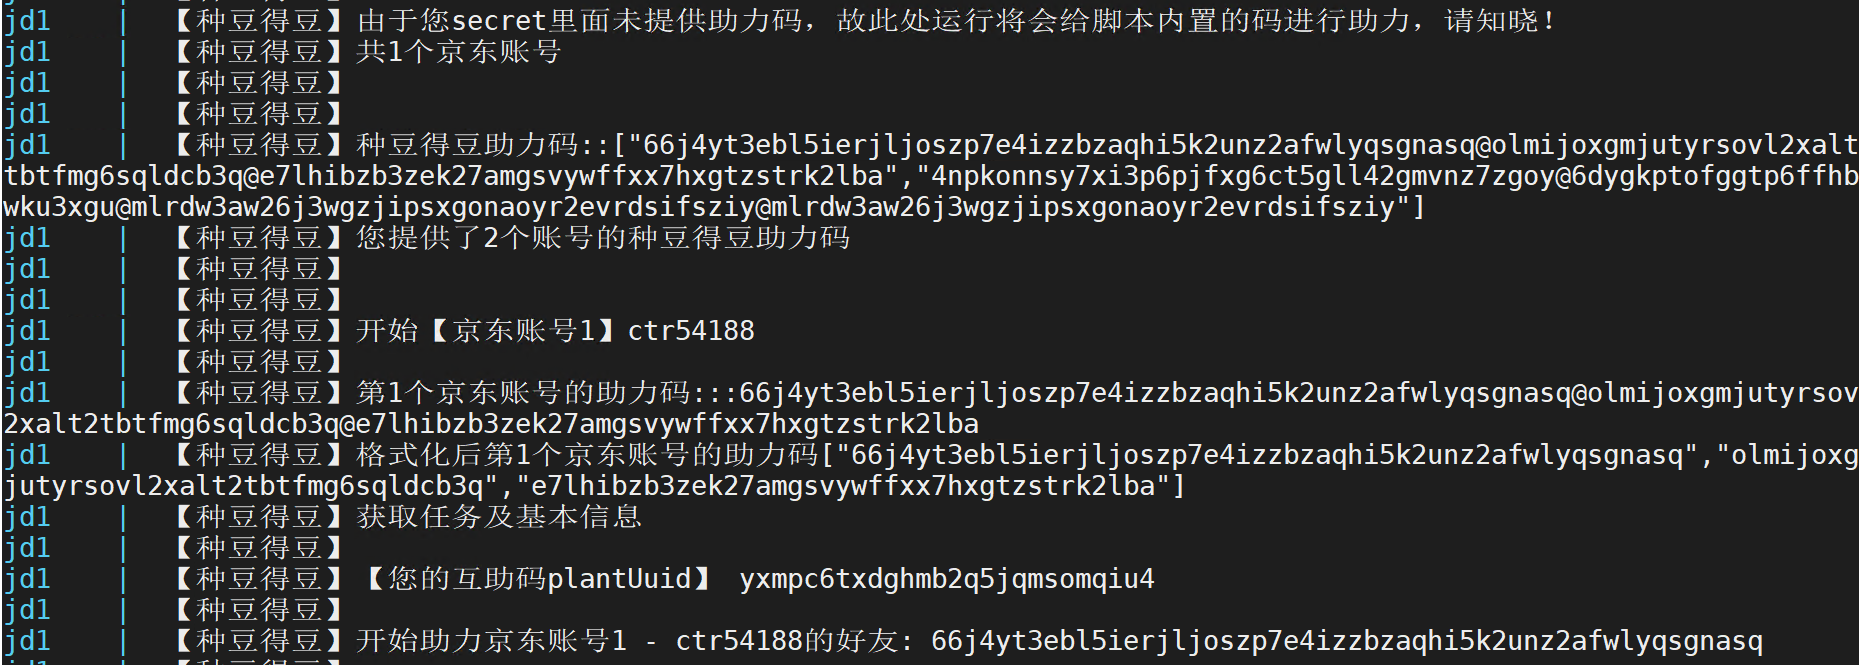 jd1    |  【种豆得豆】由于您secret里面未提供助力码，故此处运行将会给脚本内置的码进行助力，请知晓！
jd1    |  【种豆得豆】共1个京东账号
jd1    |  【种豆得豆】
jd1    |  【种豆得豆】
jd1    |  【种豆得豆】种豆得豆助力码::["66j4yt3ebl5ierjljoszp7e4izzbzaqhi5k2unz2afwlyqsgnasq@olmijoxgmjutyrsovl2xalt
tbtfmg6sqldcb3q@e7lhibzb3zek27amgsvywffxx7hxgtzstrk2lba","4npkonnsy7xi3p6pjfxg6ct5gll42gmvnz7zgoy@6dygkptofggtp6ffhb
wku3xgu@mlrdw3aw26j3wgzjipsxgonaoyr2evrdsifsziy@mlrdw3aw26j3wgzjipsxgonaoyr2evrdsifsziy"]
jd1    |  【种豆得豆】您提供了2个账号的种豆得豆助力码
jd1    |  【种豆得豆】
jd1    |  【种豆得豆】
jd1    |  【种豆得豆】开始【京东账号1】ctr54188
jd1    |  【种豆得豆】
jd1    |  【种豆得豆】第1个京东账号的助力码:::66j4yt3ebl5ierjljoszp7e4izzbzaqhi5k2unz2afwlyqsgnasq@olmijoxgmjutyrsov
2xalt2tbtfmg6sqldcb3q@e7lhibzb3zek27amgsvywffxx7hxgtzstrk2lba
jd1    |  【种豆得豆】格式化后第1个京东账号的助力码["66j4yt3ebl5ierjljoszp7e4izzbzaqhi5k2unz2afwlyqsgnasq","olmijoxg
jutyrsovl2xalt2tbtfmg6sqldcb3q","e7lhibzb3zek27amgsvywffxx7hxgtzstrk2lba"]
jd1    |  【种豆得豆】获取任务及基本信息
jd1    |  【种豆得豆】
jd1    |  【种豆得豆】【您的互助码plantUuid】 yxmpc6txdghmb2q5jqmsomqiu4
jd1    |  【种豆得豆】
jd1    |  【种豆得豆】开始助力京东账号1 - ctr54188的好友: 66j4yt3ebl5ierjljoszp7e4izzbzaqhi5k2unz2afwlyqsgnasq